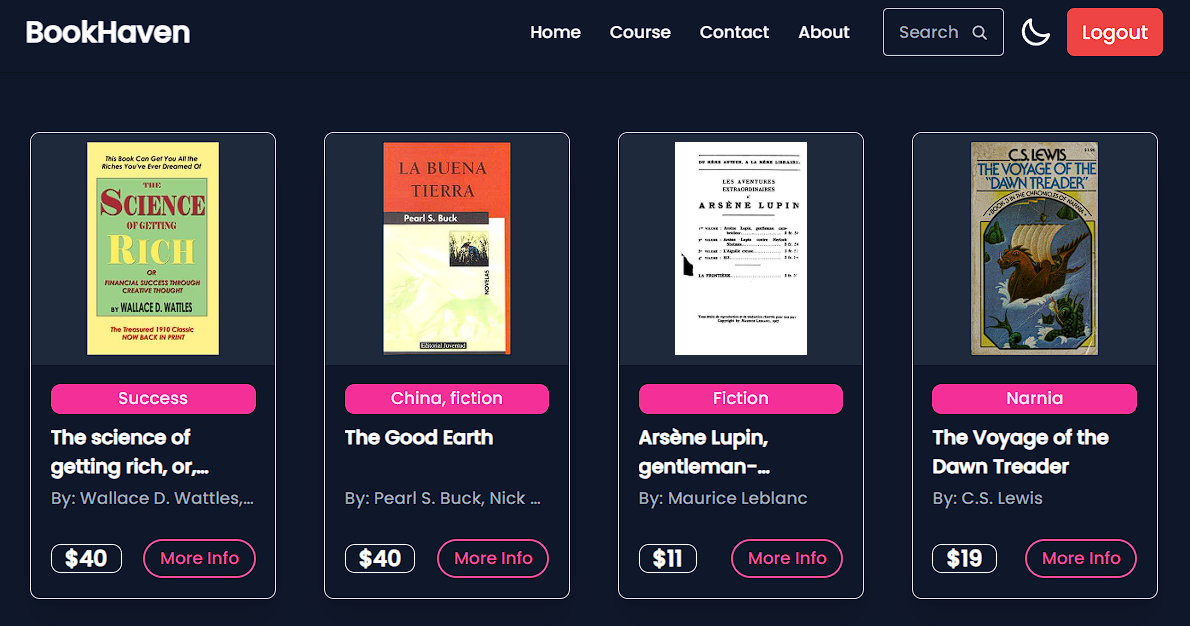 BookHaven
Home Course Contact About Search Logout
This Book Can Get You All the
Riches You've Ever Dreamed Of
THE
SCIENCE
OF GETTING
RICH
OR
FINANCIAL SUCCESS THROUGH
CREATIVE THOUGHT
BY WALLACE D. WATTLES
The Treasured 1910 Classic
NOW BACK IN PRINT
Success
The science of
getting rich, or,...
By: Wallace D. Wattles,...
$40 More Info
LA BUENA
TIERRA
Pearl S. Buck
NOVELAS
Editorial Juventud
China, fiction
The Good Earth
By: Pearl S. Buck, Nick ...
$40 More Info
DU MÊME AUTEUR, A LA MÊME LIBRAIRIE
LES AVENTURES
EXTRAORDINAIRES
ARSÈNE LUPIN
Fiction
Arsène Lupin,
gentleman-...
By: Maurice Leblanc
$11 More Info
C.S. LEWIS
THE VOYAGE OF THE
"DAWN TREADER"
BOOK 3 IN THE CHRONICLES OF NARNIA
Narnia
The Voyage of the
Dawn Treader
By: C.S. Lewis
$19 More Info